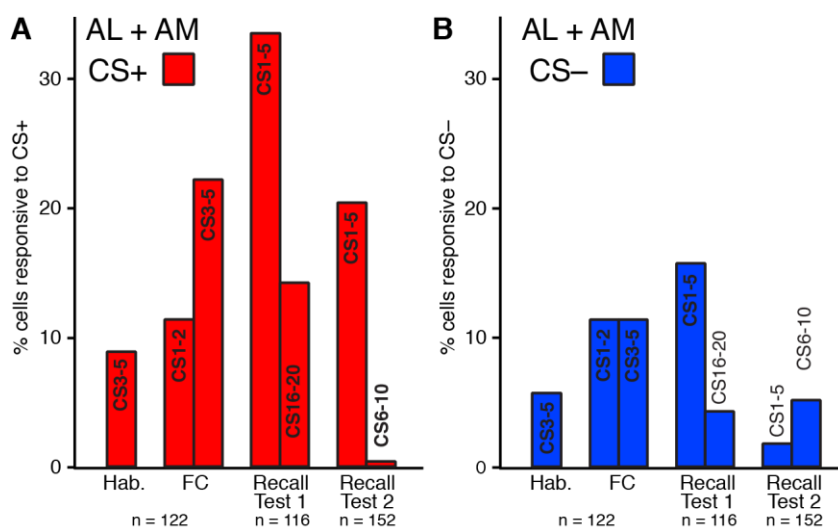 A
AL + AM
CS+
% cells responsive to CS+
30
20
10
0
CS3-5
CS1-2
CS3-5
CS1-5
CS16-20
CS1-5
CS6-10
Hab. FC Recall Test 1 Recall Test 2
n = 122 n = 116 n = 152
B
AL + AM
CS–
% cells responsive to CS–
30
20
10
0
CS3-5
CS1-2
CS3-5
CS1-5
CS16-20
CS1-5
CS6-10
Hab. FC Recall Test 1 Recall Test 2
n = 122 n = 116 n = 152